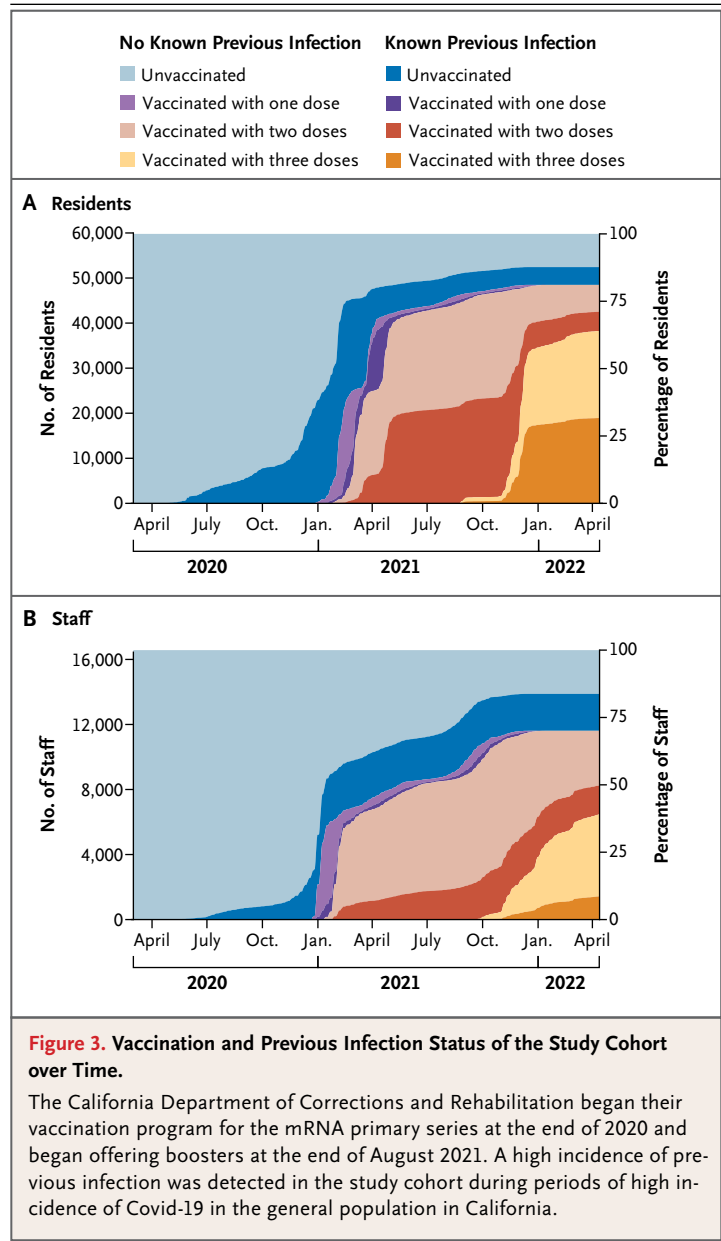 No Known Previous Infection Known Previous Infection
Unvaccinated Unvaccinated
Vaccinated with one dose Vaccinated with one dose
Vaccinated with two doses Vaccinated with two doses
Vaccinated with three doses Vaccinated with three doses
A Residents
60,000 100
50,000
75
40,000
30,000 50
20,000
25
10,000
0 0
No. of Residents
Percentage of Residents
April July Oct. Jan. April July Oct. Jan. April
2020 2021 2022
B Staff
100
16,000
12,000 75
8,000 50
4,000 25
0 0
No. of Staff
Percentage of Staff
April July Oct. Jan. April July Oct. Jan. April
2020 2021 2022
Figure 3. Vaccination and Previous Infection Status of the Study Cohort
over Time.
The California Department of Corrections and Rehabilitation began their
vaccination program for the mRNA primary series at the end of 2020 and
began offering boosters at the end of August 2021. A high incidence of pre-
vious infection was detected in the study cohort during periods of high in-
cidence of Covid-19 in the general population in California.